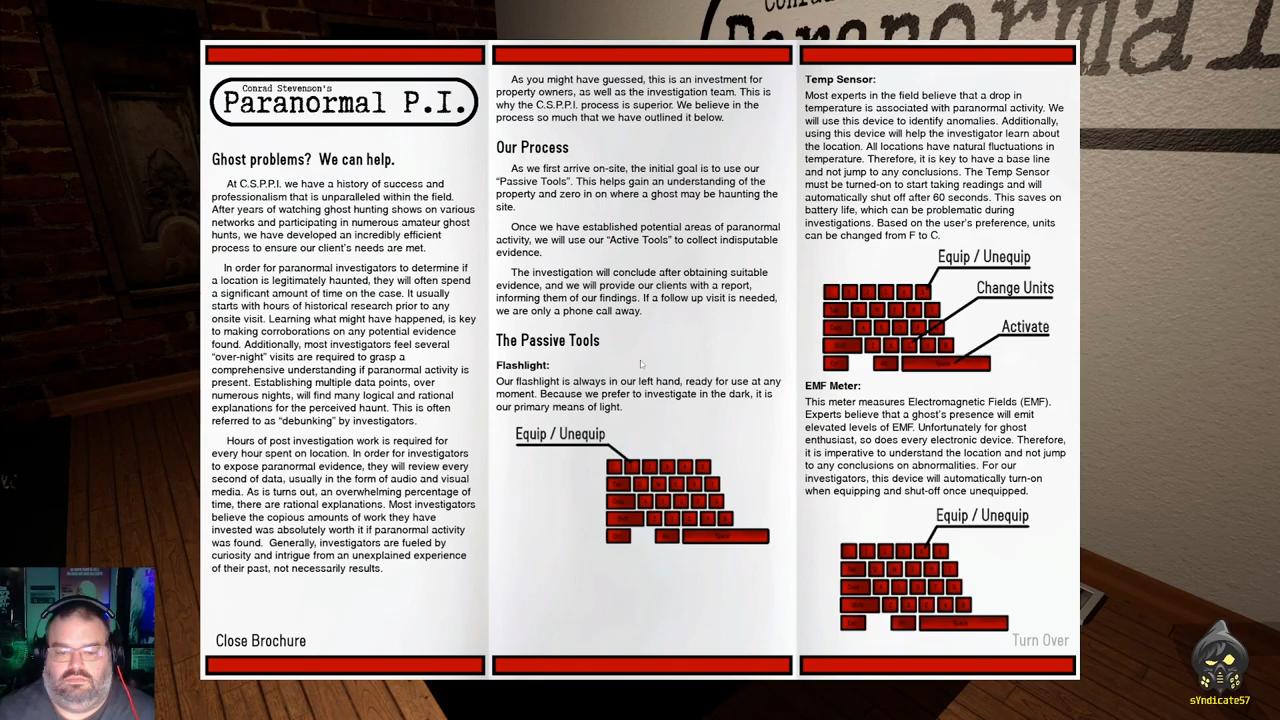 Conrad Stevenson's
Paranormal P.I.
Ghost problems? We can help.
At C.S.P.P.I. we have a history of success and
professionalism that is unparalleled within the field.
After years of watching ghost hunting shows on various
networks and participating in numerous amateur ghost
hunts, we have developed an incredibly efficient
process to ensure our client's needs are met.
In order for paranormal investigators to determine if
a location is legitimately haunted, they will often spend
a significant amount of time on the case. It usually
starts with hours of historical research prior to any
onsite visit. Learning what might have happened, is key
to making corroborations on any potential evidence
found. Additionally, most investigators feel several
“over-night” visits are required to grasp a
comprehensive understanding if paranormal activity is
present. Establishing multiple data points, over
numerous nights, will find many logical and rational
explanations for the perceived haunt. This is often
referred to as “debunking” by investigators.
Hours of post investigation work is required for
every hour spent on location. In order for investigators
to expose paranormal evidence, they will review every
second of data, usually in the form of audio and visual
media. As is turns out, an overwhelming percentage of
time, there are rational explanations. Most investigators
believe the copious amounts of work they have
invested was absolutely worth it if paranormal activity
was found. Generally, investigators are fueled by
curiosity and intrigue from an unexplained experience
of their past, not necessarily results.
Close Brochure
As you might have guessed, this is an investment for
property owners, as well as the investigation team. This is
why the C.S.P.P.I. process is superior. We believe in the
process so much that we have outlined it below.
Our Process
As we first arrive on-site, the initial goal is to use our
“Passive Tools”. This helps gain an understanding of the
property and zero in on where a ghost may be haunting the
site.
Once we have established potential areas of paranormal
activity, we will use our “Active Tools” to collect indisputable
evidence.
The investigation will conclude after obtaining suitable
evidence, and we will provide our clients with a report,
informing them of our findings. If a follow up visit is needed,
we are only a phone call away.
The Passive Tools
Flashlight:
Our flashlight is always in our left hand, ready for use at any
moment. Because we prefer to investigate in the dark, it is
our primary means of light.
Equip / Unequip
Temp Sensor:
Most experts in the field believe that a drop in
temperature is associated with paranormal activity. We
will use this device to identify anomalies. Additionally,
using this device will help the investigator learn about
the location. All locations have natural fluctuations in
temperature. Therefore, it is key to have a base line
and not jump to any conclusions. The Temp Sensor
must be turned-on to start taking readings and will
automatically shut off after 60 seconds. This saves on
battery life, which can be problematic during
investigations. Based on the user's preference, units
can be changed from F to C.
Equip / Unequip
Change Units
Activate
EMF Meter:
This meter measures Electromagnetic Fields (EMF).
Experts believe that a ghost's presence will emit
elevated levels of EMF. Unfortunately for ghost
enthusiast, so does every electronic device. Therefore,
it is imperative to understand the location and not jump
to any conclusions on abnormalities. For our
investigators, this device will automatically turn-on
when equipping and shut-off once unequipped.
Equip / Unequip
Turn Over
sYndicate57